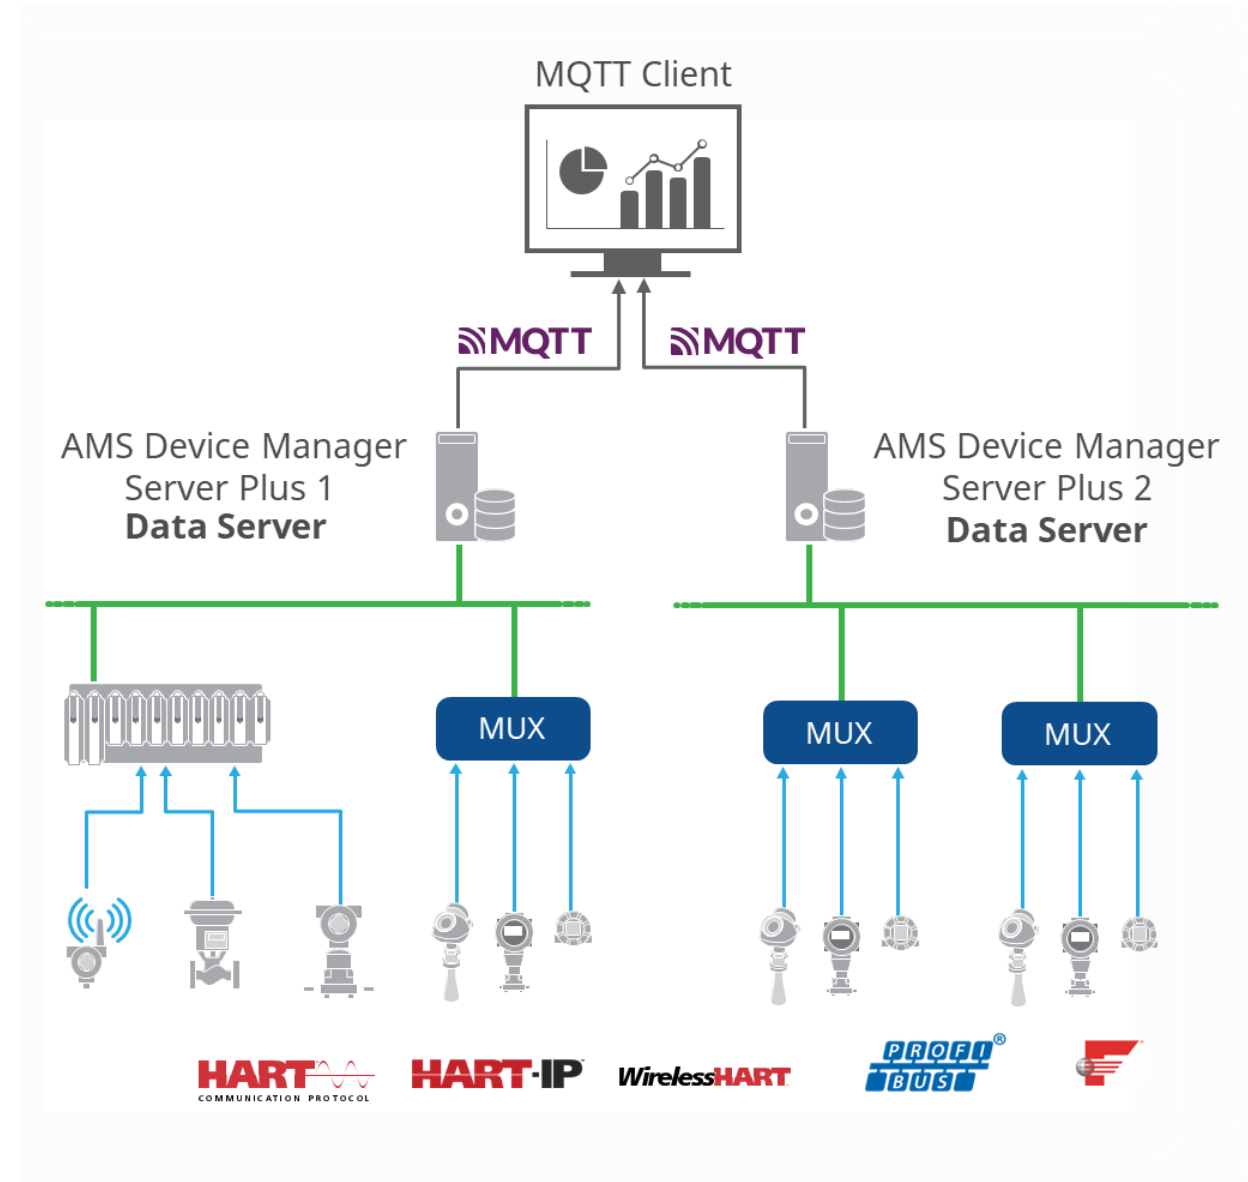 MQTT Client
MQTT
MQTT
AMS Device Manager
Server Plus 1
Data Server
AMS Device Manager
Server Plus 2
Data Server
MUX
MUX
MUX
HART
COMMUNICATION PROTOCOL
HART-IP
WirelessHART
PROFI®
BUS